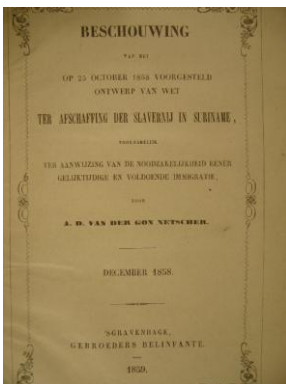 BESCHOUWING
VAN HET
OP 25 OCTOBER 1858 VOORGESTELD
ONTWERP VAN WET
TER AFSCHAFFING DER SLAVERNIJ IN SURINAME,
VOORNAMELIJK
TER AANWIJZING VAN DE NOODZAKELIJKHEID EENER
GELIJKTIJDIGE EN VOLDOENDE IMMIGRATIE,
DOOR
A. D. VAN DER GON NETSCHER.
DECEMBER 1858.
'SGRAVENHAGE,
GEBROEDERS BELINFANTE.
1859.